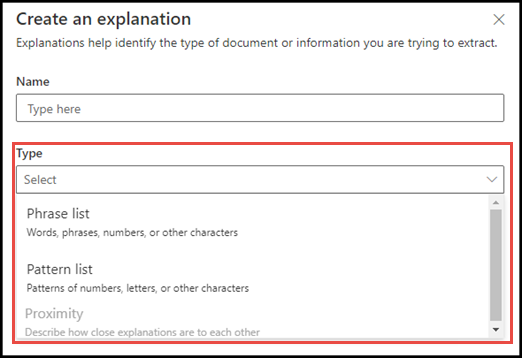 Create an explanation
Explanations help identify the type of document or information you are trying to extract.
Name
Type here
Type
Select
Phrase list
Words, phrases, numbers, or other characters
Pattern list
Patterns of numbers, letters, or other characters
Proximity
Describe how close explanations are to each other